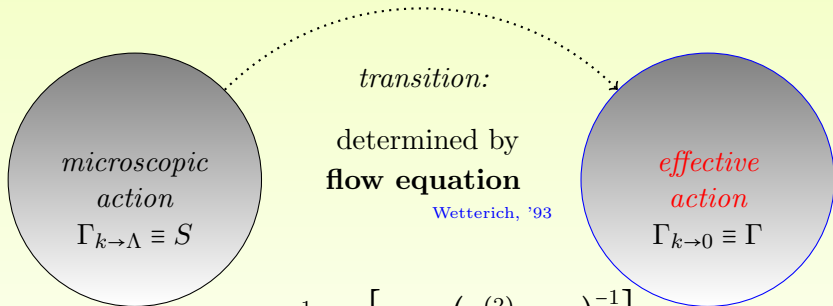 transition:
determined by
flow equation
Wetterich, '93
microscopic
action
Γ_{k→Λ} ≡ S
effective
action
Γ_{k→0} ≡ Γ